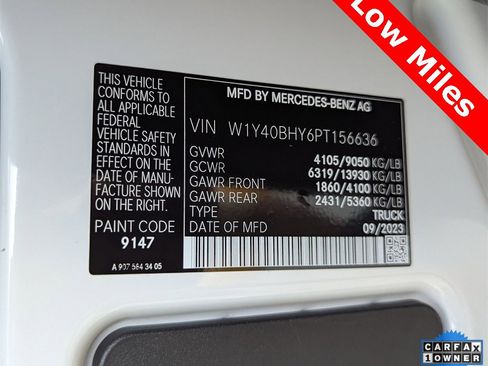 Low Miles
THIS VEHICLE
CONFORMS TO
ALL APPLICABLE
FEDERAL
VEHICLE SAFETY
STANDARDS IN
EFFECT ON THE
DATE OF MANU-
FACTURE SHOWN
ON THE RIGHT.
PAINT CODE
9147
A 907 584 34 05
MFD BY MERCEDES-BENZ AG
VIN W1Y40BHY6PT156636
GVWR 4105/9050 KG/LB
GCWR 6319/13930 KG/LB
GAWR FRONT 1860/4100 KG/LB
GAWR REAR 2431/5360 KG/LB
TYPE TRUCK
DATE OF MFD 09/2023
CARFAX
1 OWNER